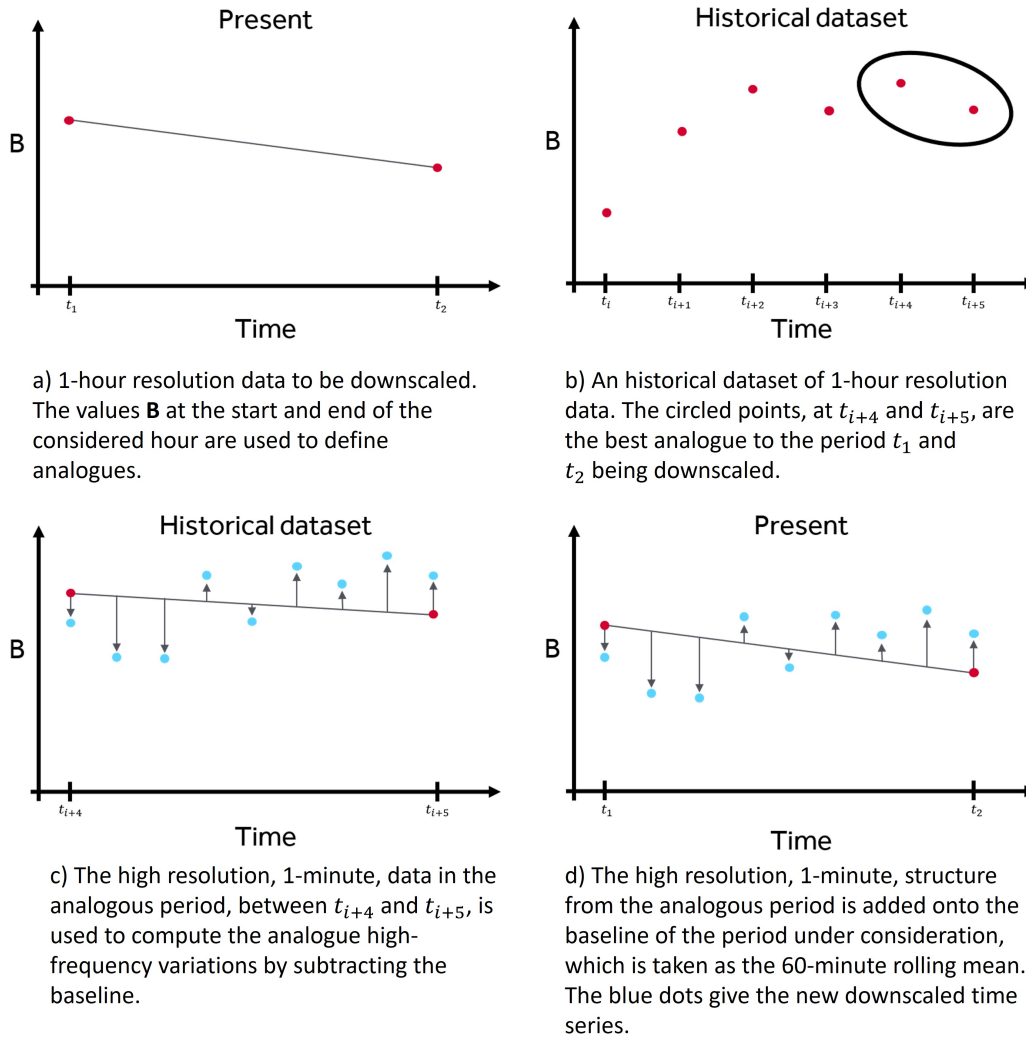 Present
B
t₁
t₂
Time
a) 1-hour resolution data to be downscaled.
The values B at the start and end of the
considered hour are used to define
analogues.
Historical dataset
B
tᵢ
tᵢ₊₁
tᵢ₊₂
tᵢ₊₃
tᵢ₊₄
tᵢ₊₅
Time
b) An historical dataset of 1-hour resolution
data. The circled points, at tᵢ₊₄ and tᵢ₊₅, are
the best analogue to the period t₁ and
t₂ being downscaled.
Historical dataset
B
tᵢ₊₄
tᵢ₊₅
Time
c) The high resolution, 1-minute, data in the
analogous period, between tᵢ₊₄ and tᵢ₊₅, is
used to compute the analogue high-
frequency variations by subtracting the
baseline.
Present
B
t₁
t₂
Time
d) The high resolution, 1-minute, structure
from the analogous period is added onto the
baseline of the period under consideration,
which is taken as the 60-minute rolling mean.
The blue dots give the new downscaled time
series.